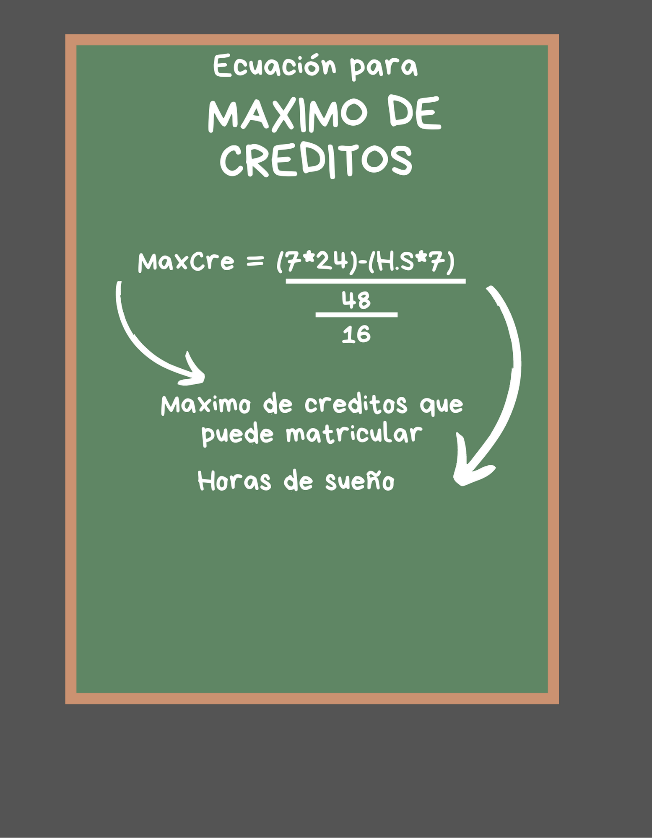 Ecuación para
MAXIMO DE
CREDITOS
MaxCre = (7*24)-(H.S*7)
48
16
Maximo de creditos que
puede matricular
Horas de sueño